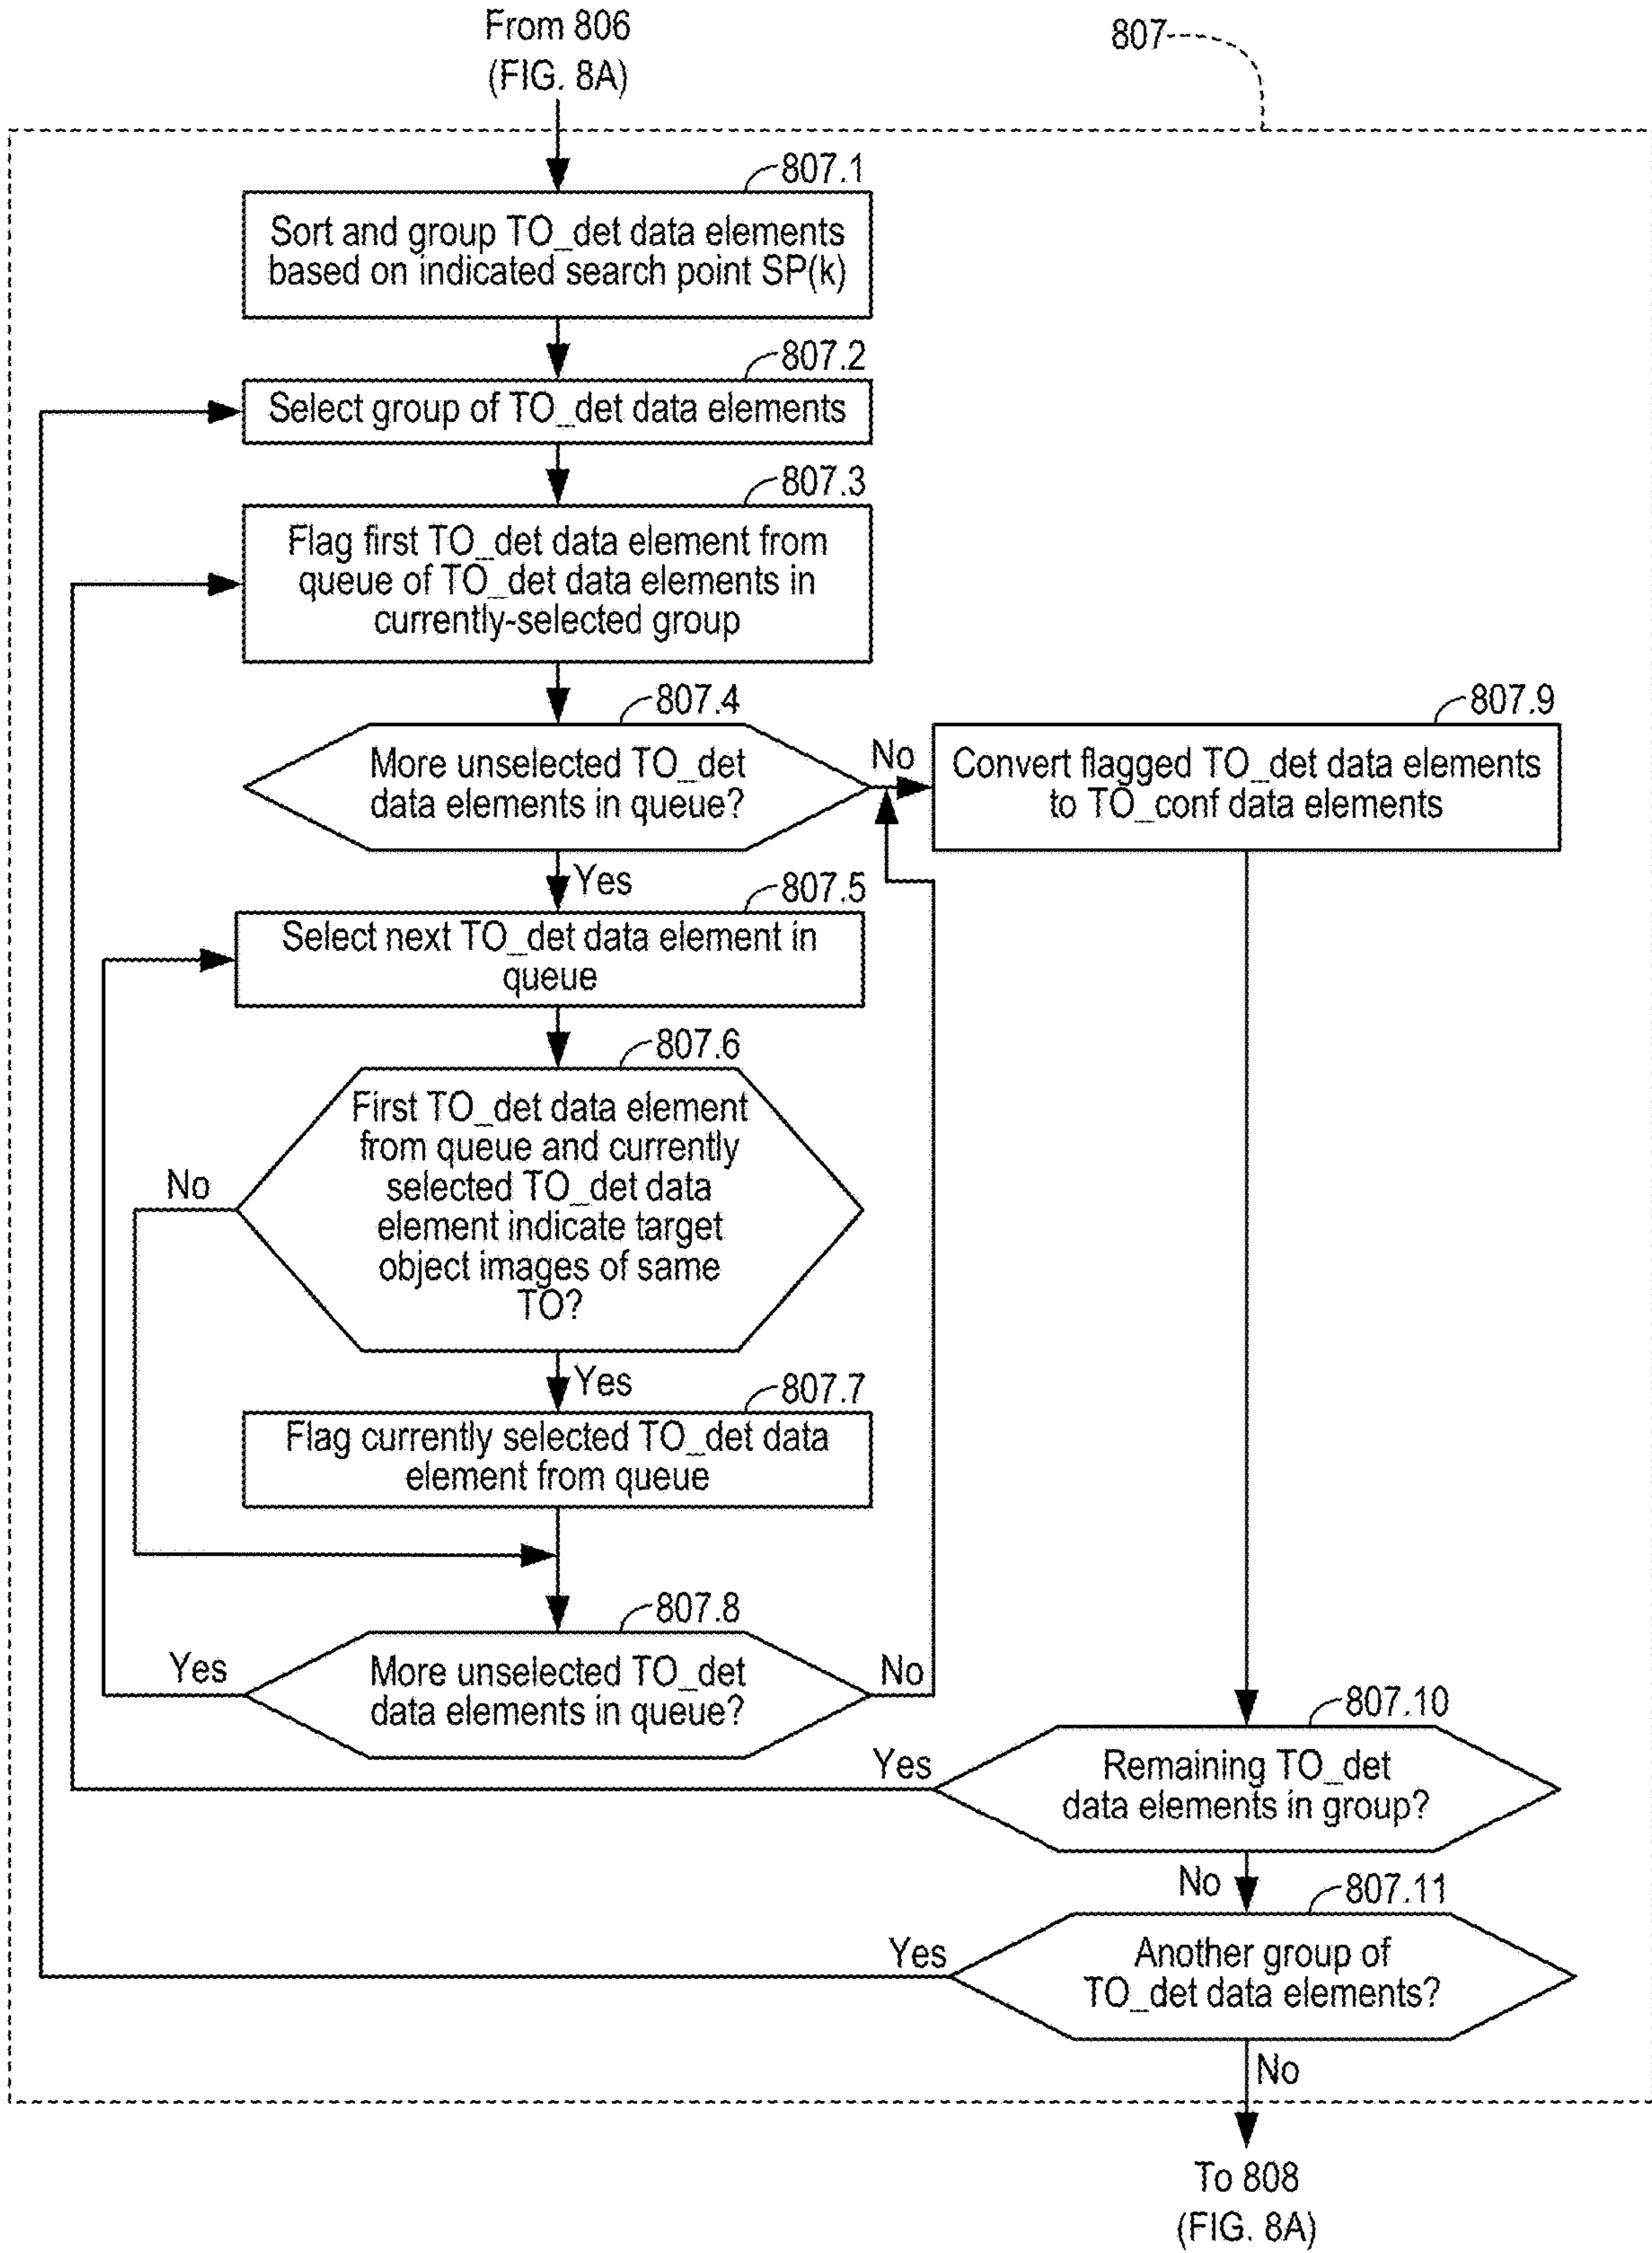 From 806
(FIG. 8A)
807
807.1
Sort and group TO_det data elements
based on indicated search point SP(k)
807.2
Select group of TO_det data elements
807.3
Flag first TO_det data element from
queue of TO_det data elements in
currently-selected group
807.4
More unselected TO_det
data elements in queue?
No
807.9
Convert flagged TO_det data elements
to TO_conf data elements
Yes
807.5
Select next TO_det data element in
queue
807.6
First TO_det data element
from queue and currently
selected TO_det data
element indicate target
object images of same
TO?
No
Yes
807.7
Flag currently selected TO_det data
element from queue
807.8
More unselected TO_det
data elements in queue?
Yes
No
807.10
Remaining TO_det
data elements in group?
Yes
No
807.11
Another group of
TO_det data elements?
Yes
No
To 808
(FIG. 8A)